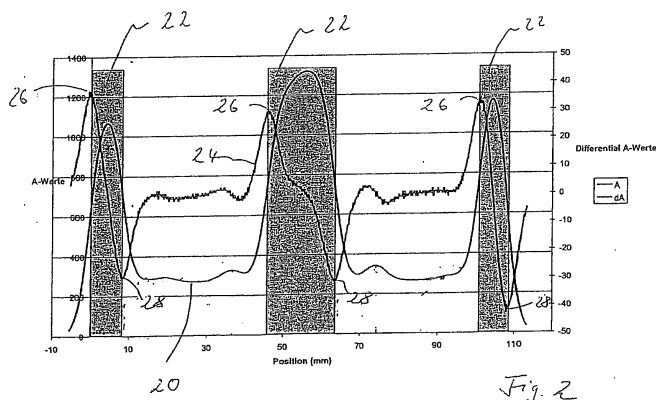 22 22 22
1400 50
26 1200 26 26 40
30
1000 24 20
A-Werte 800 10 Differential A-Werte
0 A
600 -10 dA
400 -20
28 28 28 -30
200 -40
0 -50
-10 10 30 50 70 90 110
Position (mm)
20
Fig. 2